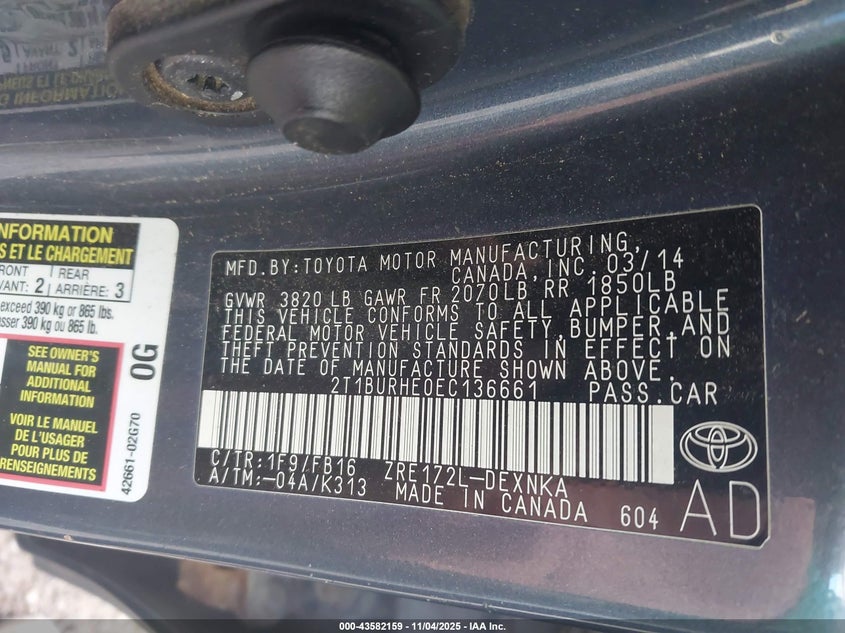 INFORMATION
S ET LE CHARGEMENT
FRONT
REAR
VANT: 2
ARRIÈRE: 3
exceed 390 kg or 865 lbs.
asser 390 kg ou 865 lb.
SEE OWNER'S
MANUAL FOR
ADDITIONAL
INFORMATION
VOIR LE MANUEL
DE L'USAGER
POUR PLUS DE
RENSEIGNEMENTS
0G
42661-02G70
MFD.BY:TOYOTA MOTOR MANUFACTURING,
CANADA,INC. 03/14
GVWR 3820 LB GAWR FR 2070LB,RR 1850LB
THIS VEHICLE CONFORMS TO ALL APPLICABLE
FEDERAL MOTOR VEHICLE SAFETY,BUMPER,AND
THEFT PREVENTION STANDARDS IN EFFECT ON
THE DATE OF MANUFACTURE SHOWN ABOVE.
2T1BURHE0EC136661 PASS.CAR
C/TR:1F9/FB16 ZRE172L-DEXNKA
A/TM:-04A/K313 MADE IN CANADA 604
AD
000-43582159 - 11/04/2025 - IAA Inc.